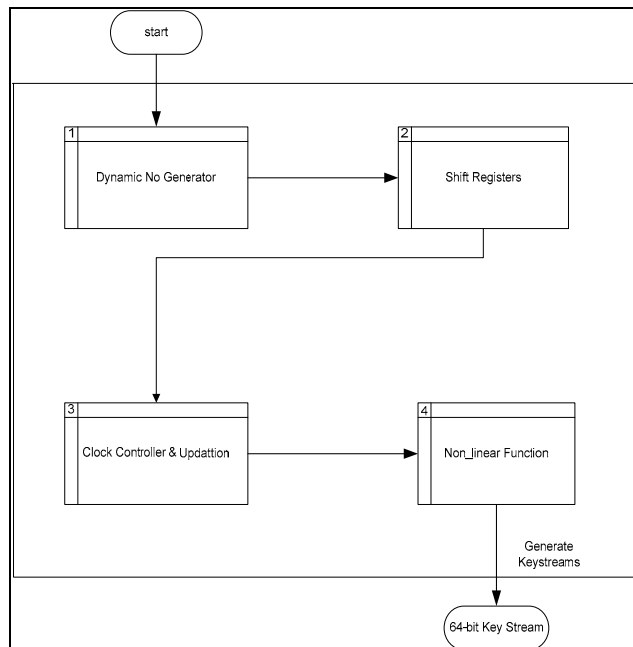 start
1
Dynamic No Generator
2
Shift Registers
3
Clock Controller & Updattion
4
Non_linear Function
Generate
Keystreams
64-bit Key Stream